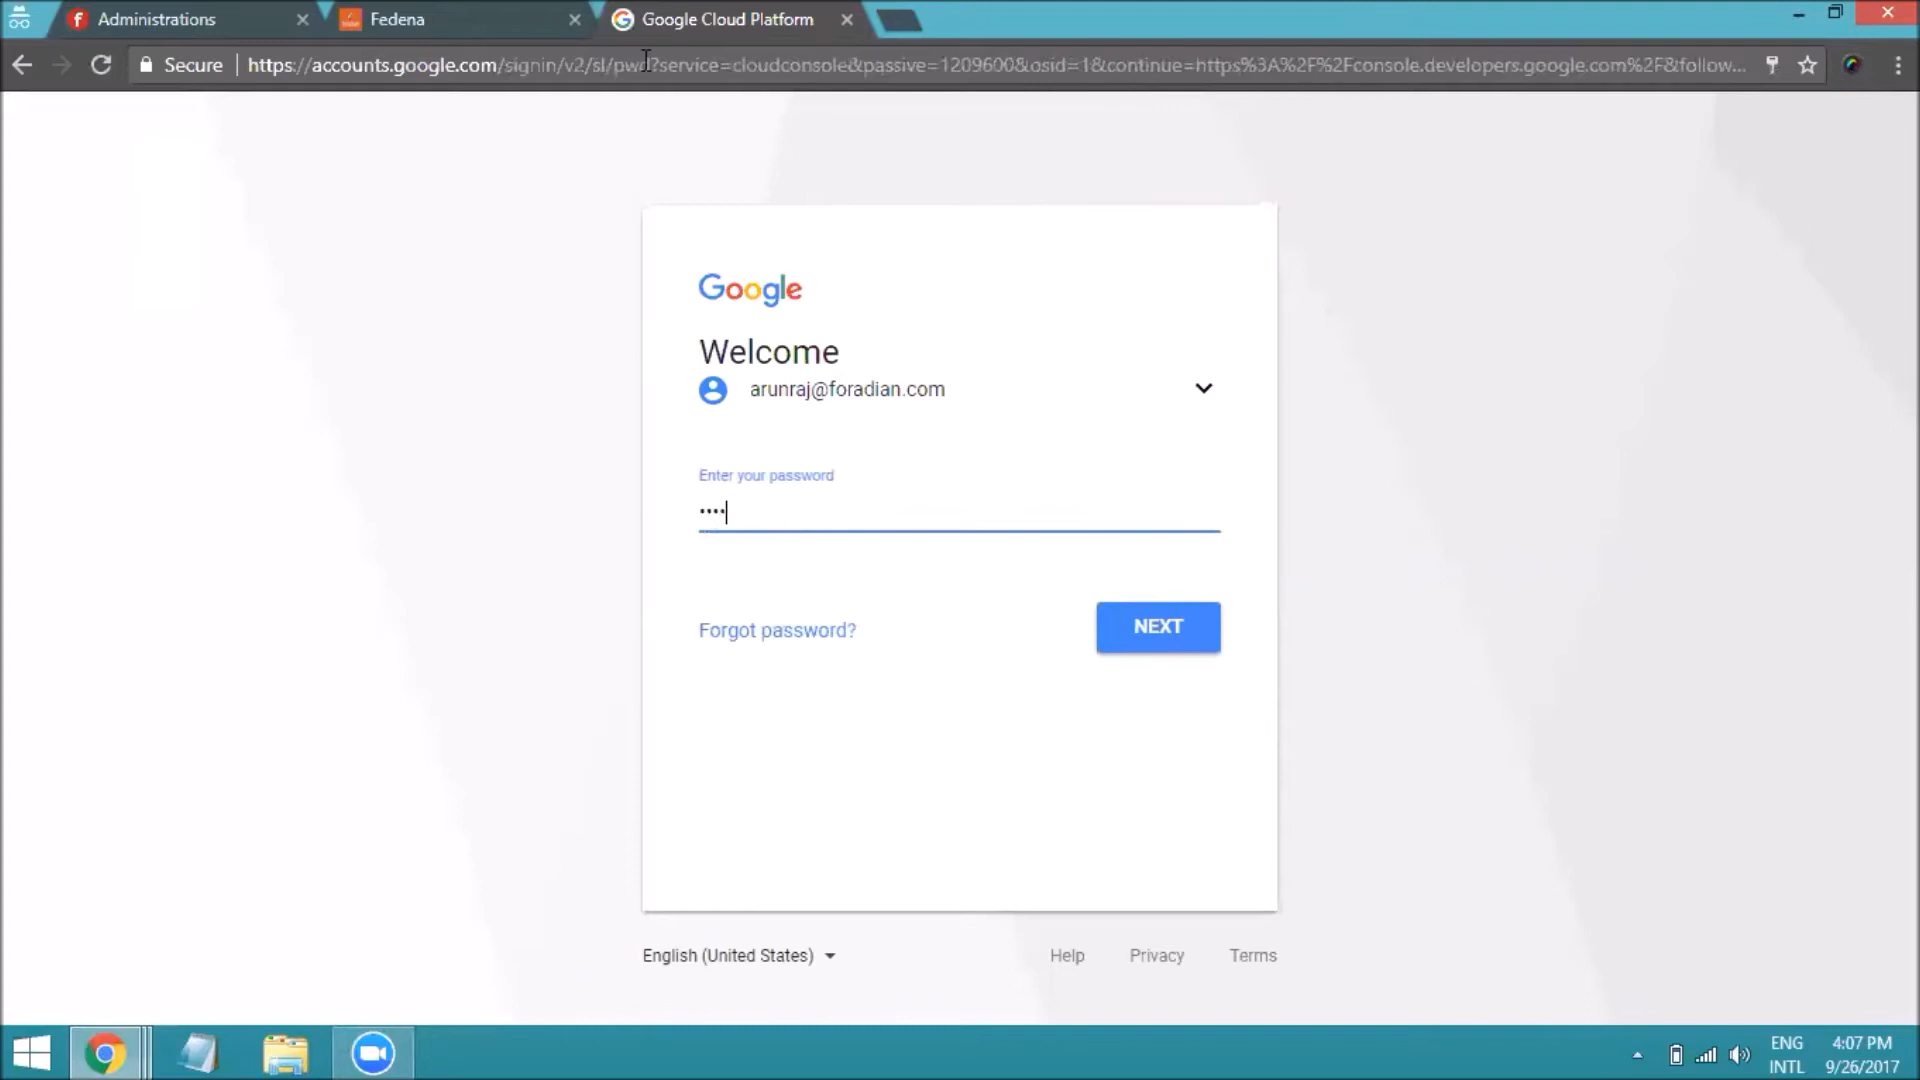 Administrations
Fedena
Google Cloud Platform
Secure
https://accounts.google.com/signin/v2/sl/pwd?service=cloudconsole&passive=1209600&osid=1&continue=https%3A%2F%2Fconsole.developers.google.com%2F&follow...
Google
Welcome
arunraj@foradian.com
Enter your password
••••
Forgot password?
NEXT
English (United States)
Help
Privacy
Terms
ENG
INTL
4:07 PM
9/26/2017